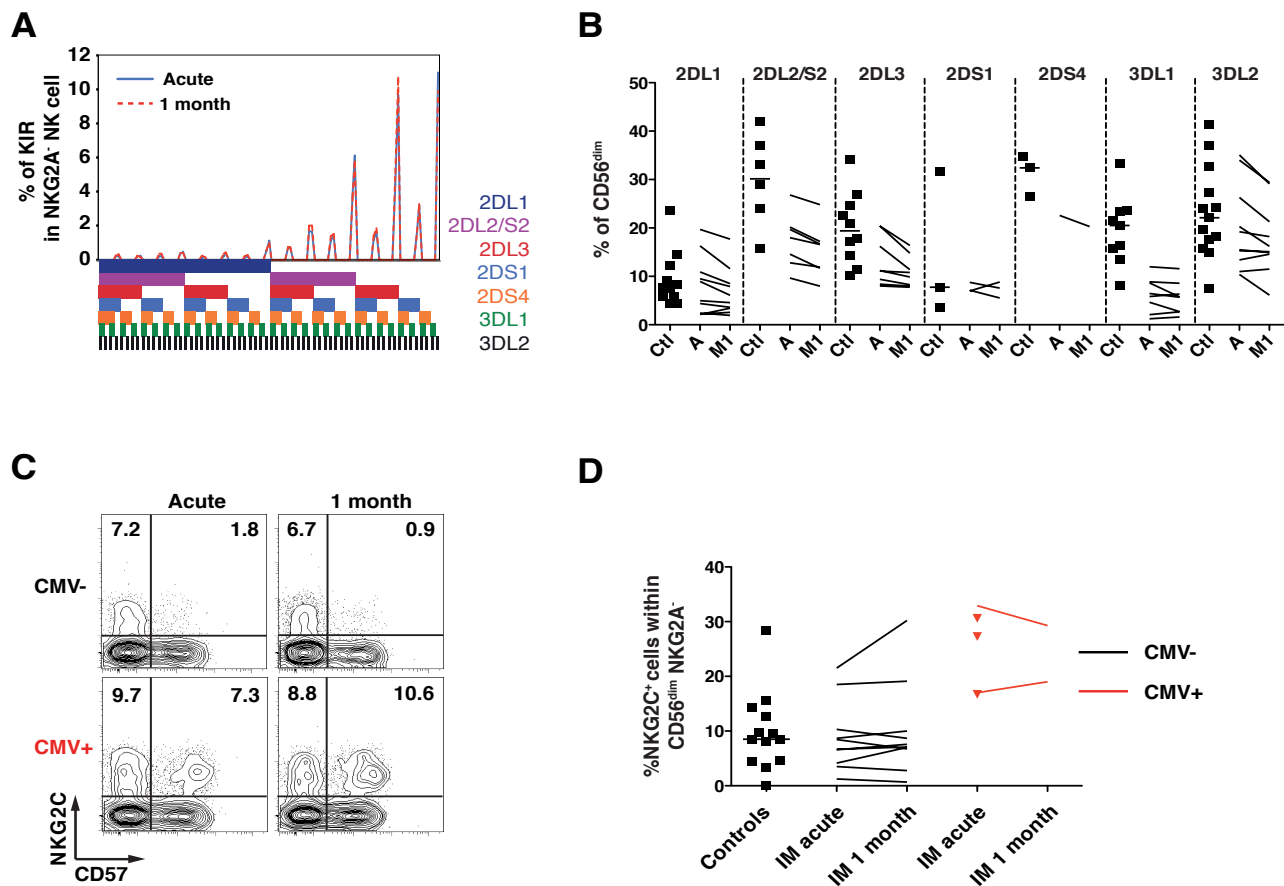 A
12
10
8
6
4
2
0
% of KIR
in NKG2A- NK cell
Acute
1 month
2DL1
2DL2/S2
2DL3
2DS1
2DS4
3DL1
3DL2
B
2DL1 2DL2/S2 2DL3 2DS1 2DS4 3DL1 3DL2
50
40
30
20
10
0
% of CD56dim
Ctl A M1 Ctl A M1 Ctl A M1 Ctl A M1 Ctl A M1 Ctl A M1 Ctl A M1
C
Acute 1 month
CMV-
7.2 1.8 6.7 0.9
CMV+
9.7 7.3 8.8 10.6
NKG2C
CD57
D
40
30
20
10
0
%NKG2C+ cells within
CD56dim NKG2A-
Controls
IM acute
IM 1 month
IM acute
IM 1 month
CMV-
CMV+